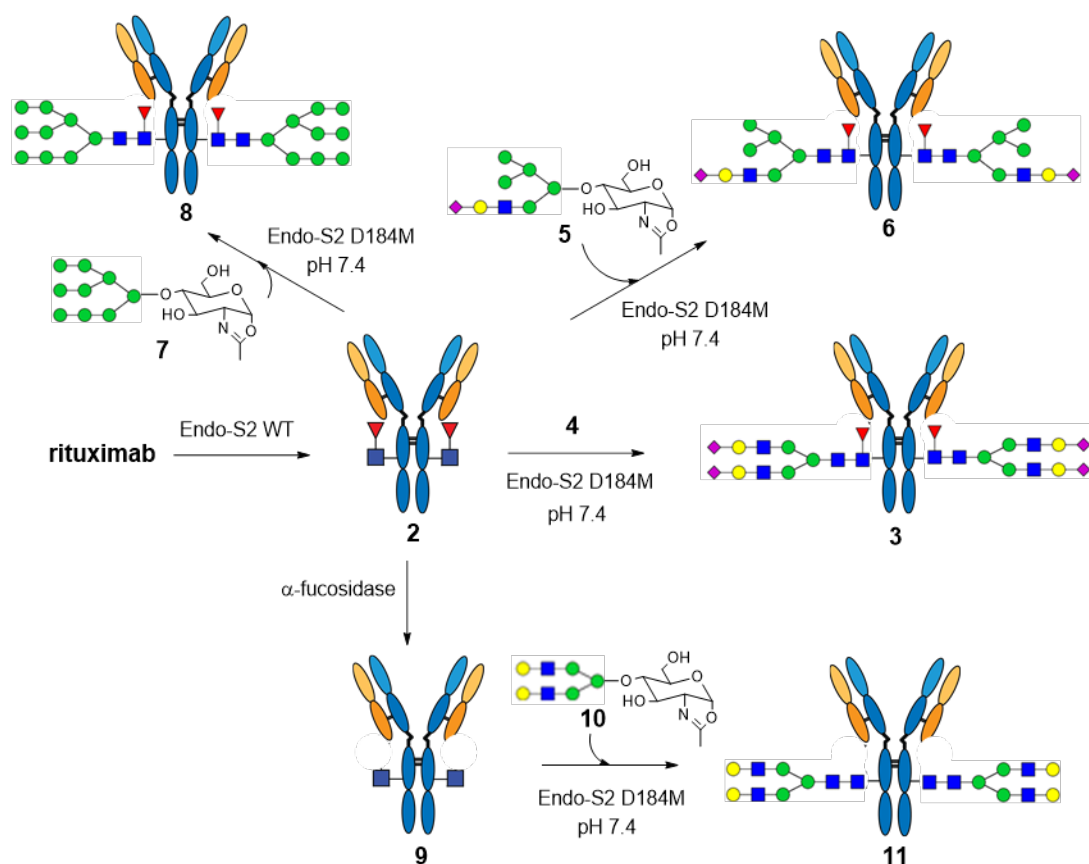 8
6
5
OH
O
O
HO
N
O
Endo-S2 D184M
pH 7.4
Endo-S2 D184M
pH 7.4
7
OH
O
O
HO
N
O
rituximab
Endo-S2 WT
2
4
Endo-S2 D184M
pH 7.4
3
α-fucosidase
9
10
OH
O
O
HO
N
O
Endo-S2 D184M
pH 7.4
11